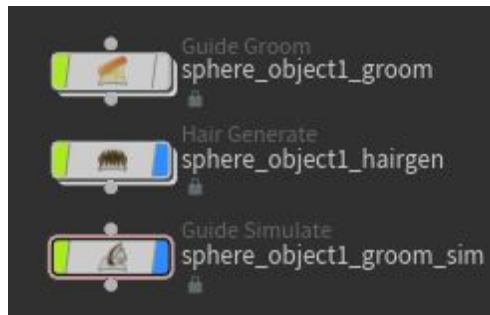 Guide Groom
sphere_object1_groom
Hair Generate
sphere_object1_hairgen
Guide Simulate
sphere_object1_groom_sim